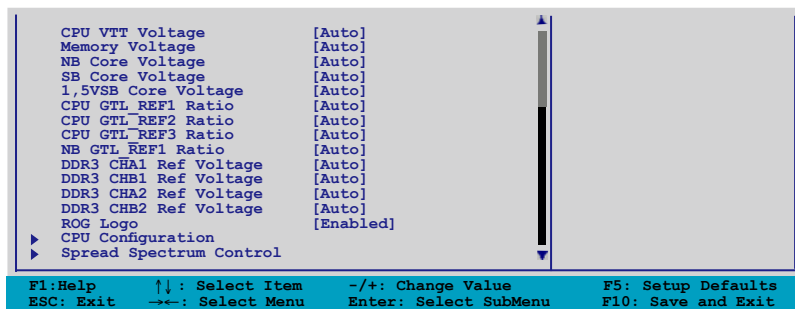 CPU VTT Voltage [Auto]
Memory Voltage [Auto]
NB Core Voltage [Auto]
SB Core Voltage [Auto]
1,5VSB Core Voltage [Auto]
CPU GTL_REF1 Ratio [Auto]
CPU GTL_REF2 Ratio [Auto]
CPU GTL_REF3 Ratio [Auto]
NB GTL_REF1 Ratio [Auto]
DDR3 CHA1 Ref Voltage [Auto]
DDR3 CHB1 Ref Voltage [Auto]
DDR3 CHA2 Ref Voltage [Auto]
DDR3 CHB2 Ref Voltage [Auto]
ROG Logo [Enabled]
CPU Configuration
Spread Spectrum Control
F1:Help ↑↓: Select Item -/+: Change Value F5: Setup Defaults
ESC: Exit →←: Select Menu Enter: Select SubMenu F10: Save and Exit